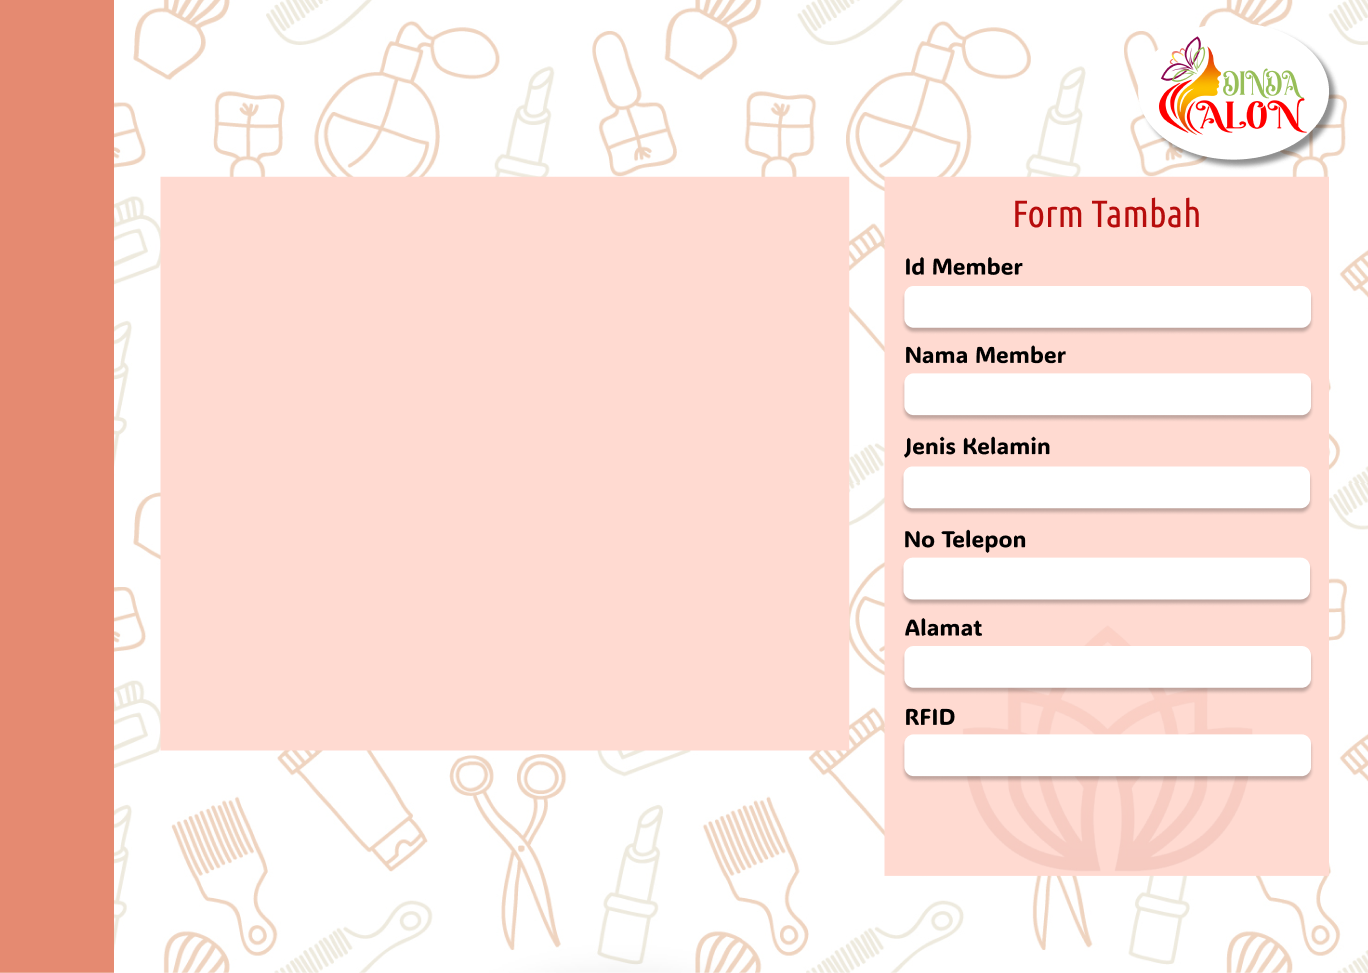 DINDA
SALON
Form Tambah
Id Member
Nama Member
Jenis Kelamin
No Telepon
Alamat
RFID